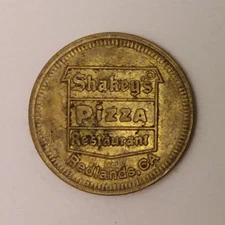 Shakey's
PIZZA
Restaurant
Redlands, CA